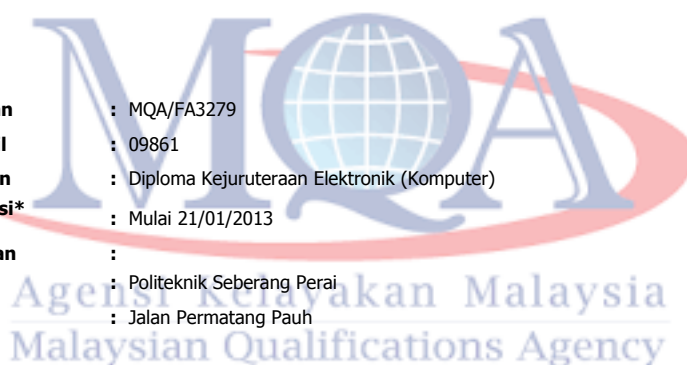 MQA
an : MQA/FA3279
l : 09861
n : Diploma Kejuruteraan Elektronik (Komputer)
si* : Mulai 21/01/2013
an :
: Politeknik Seberang Perai
Agensi Kelayakan Malaysia
: Jalan Permatang Pauh
Malaysian Qualifications Agency